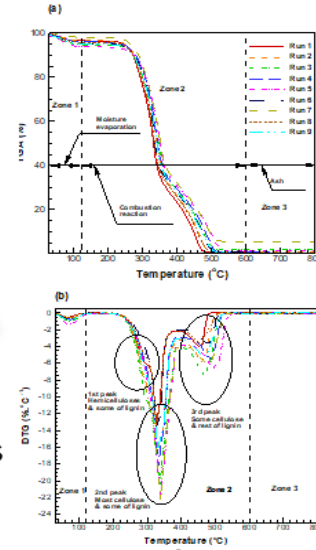 (a)
100
80
60
40
20
TGA (%)
Zone 1
Zone 2
Zone 3
Moisture
evaporation
Combustion
reaction
Ash
Run 1
Run 2
Run 3
Run 4
Run 5
Run 6
Run 7
Run 8
Run 9
100 200 300 400 500 600 700 800
Temperature (°C)
(b)
0
-2
-4
-6
-8
-10
-12
-14
-16
-18
-20
-22
-24
DTG (%.°C⁻¹)
1st peak
Hemicelluloses
& some of lignin
3rd peak
Some cellulose
& rest of lignin
Zone 1
2nd peak
Most cellulose
& some of lignin
Zone 2
Zone 3
100 200 300 400 500 600 700 800
Temperature (°C)
S